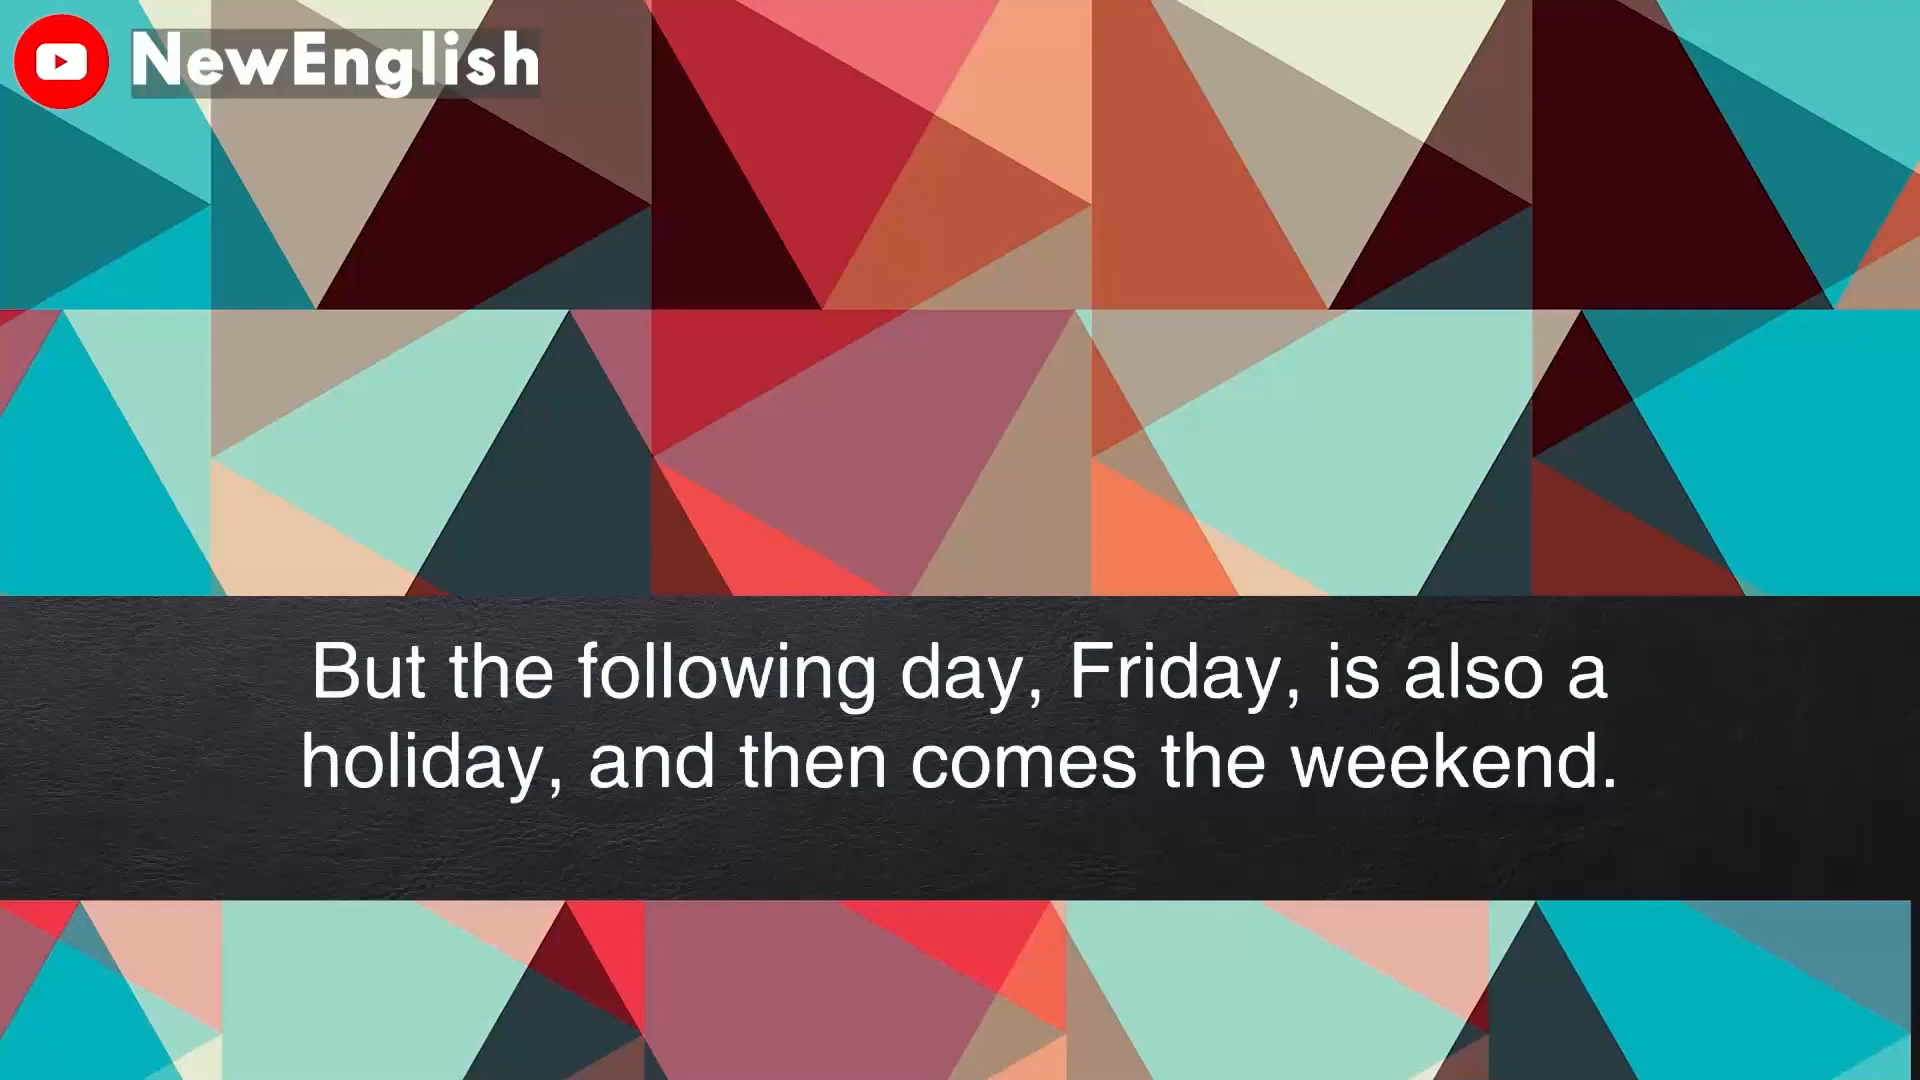 NewEnglish
But the following day, Friday, is also a
holiday, and then comes the weekend.